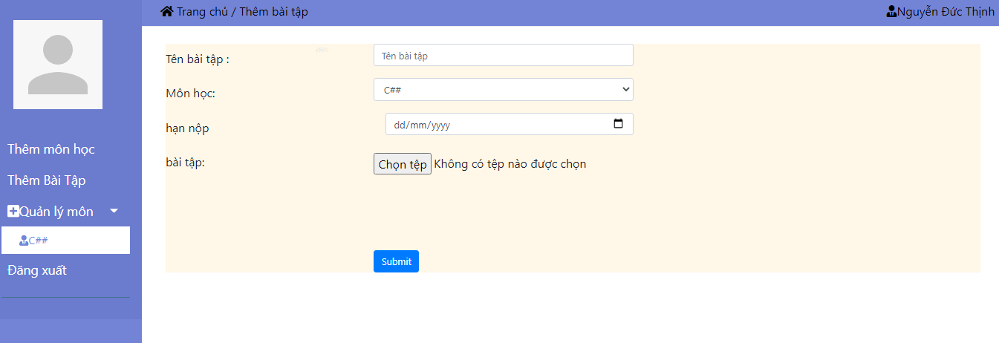 Trang chủ / Thêm bài tập
Nguyễn Đức Thịnh
Thêm môn học
Thêm Bài Tập
Quản lý môn
C##
Đăng xuất
Tên bài tập :
Tên bài tập
Môn học:
C##
hạn nộp
dd/mm/yyyy
bài tập:
Chọn tệp Không có tệp nào được chọn
Submit